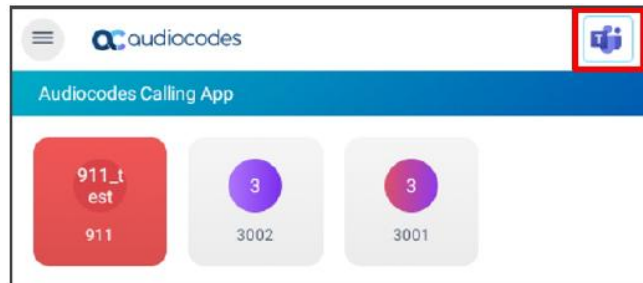 audiocodes
T
Audiocodes Calling App
911_t
est
911
3
3002
3
3001